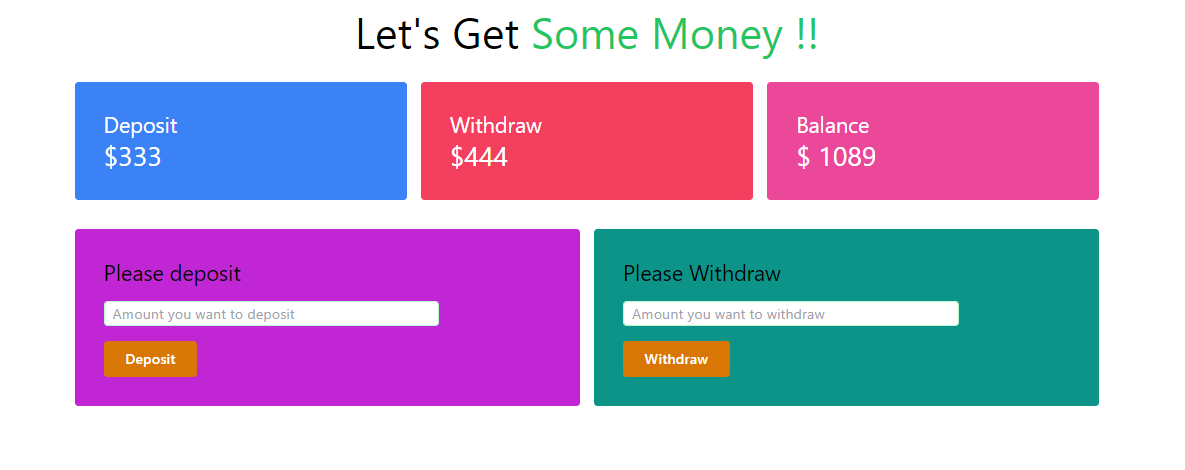 Let's Get Some Money !!
Deposit
$333
Withdraw
$444
Balance
$ 1089
Please deposit
Amount you want to deposit
Deposit
Please Withdraw
Amount you want to withdraw
Withdraw